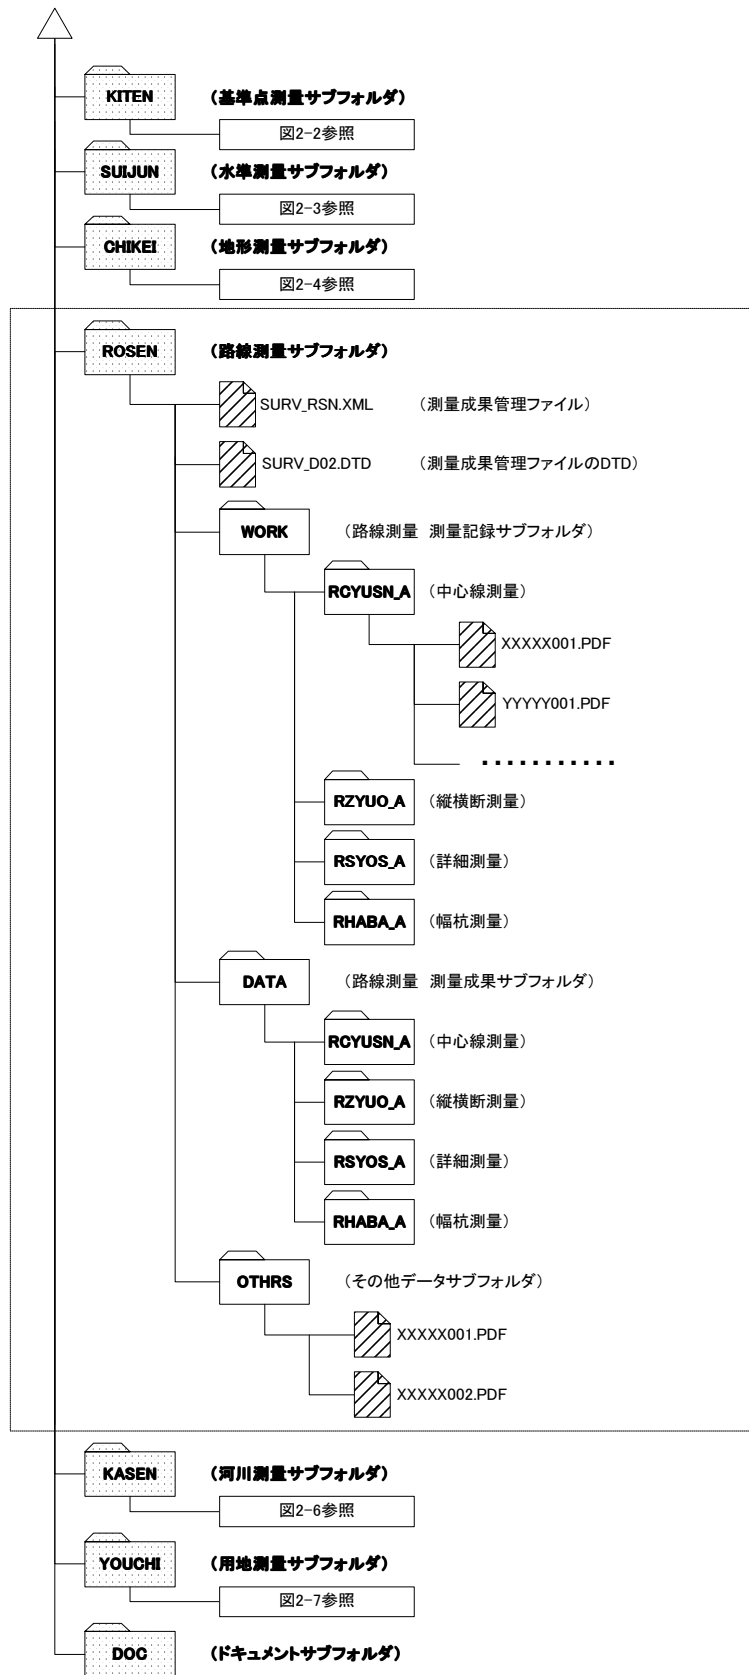 KITEN (基準点測量サブフォルダ)
図2-2参照
SUIJUN (水準測量サブフォルダ)
図2-3参照
CHIKEI (地形測量サブフォルダ)
図2-4参照
ROSEN (路線測量サブフォルダ)
SURV_RSN.XML (測量成果管理ファイル)
SURV_D02.DTD (測量成果管理ファイルのDTD)
WORK (路線測量 測量記録サブフォルダ)
RCYUSN_A (中心線測量)
XXXXX001.PDF
YYYYY001.PDF
・・・・・・・・・・・
RZYUO_A (縦横断測量)
RSYOS_A (詳細測量)
RHABA_A (幅杭測量)
DATA (路線測量 測量成果サブフォルダ)
RCYUSN_A (中心線測量)
RZYUO_A (縦横断測量)
RSYOS_A (詳細測量)
RHABA_A (幅杭測量)
OTHRS (その他データサブフォルダ)
XXXXX001.PDF
XXXXX002.PDF
KASEN (河川測量サブフォルダ)
図2-6参照
YOUCHI (用地測量サブフォルダ)
図2-7参照
DOC (ドキュメントサブフォルダ)